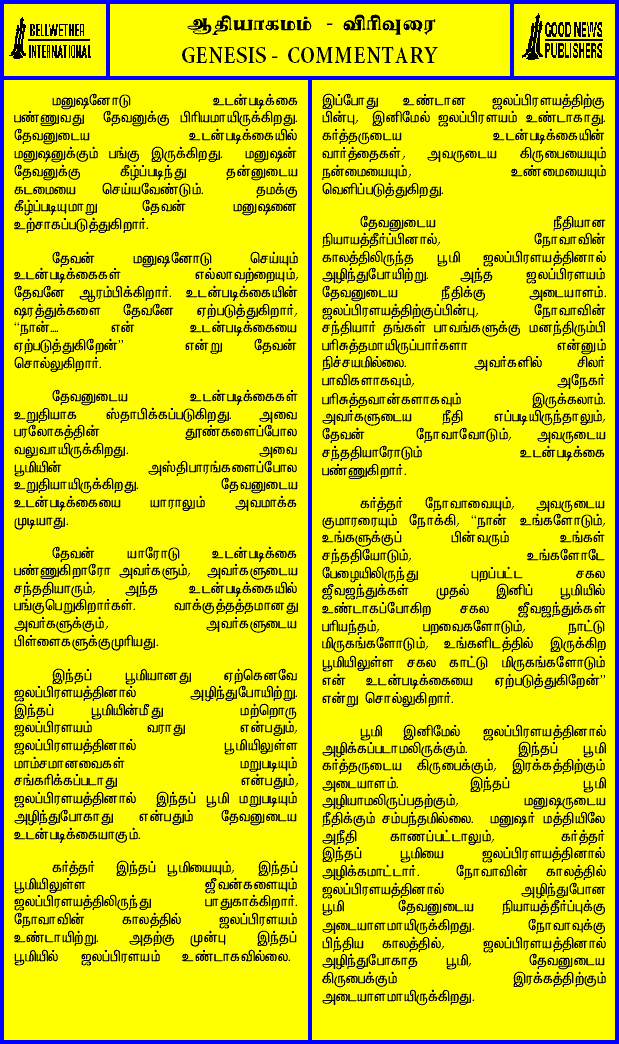 BELLWETHER
INTERNATIONAL
ஆதியாகமம் - விரிவுரை
GENESIS - COMMENTARY
GOOD NEWS
PUBLISHERS
மனுஷனோடு உடன்படிக்கை
பண்ணுவது தேவனுக்கு பிரியமாயிருக்கிறது.
தேவனுடைய உடன்படிக்கையில்
மனுஷனுக்கும் பங்கு இருக்கிறது. மனுஷன்
தேவனுக்கு கீழ்ப்படிந்து தன்னுடைய
கடமையை செய்யவேண்டும். தமக்கு
கீழ்ப்படியுமாறு தேவன் மனுஷனை
உற்சாகப்படுத்துகிறார்.
தேவன் மனுஷனோடு செய்யும்
உடன்படிக்கைகள் எல்லாவற்றையும்,
தேவனே ஆரம்பிக்கிறார். உடன்படிக்கையின்
ஷரத்துக்களை தேவனே ஏற்படுத்துகிறார்,
“நான்.... என் உடன்படிக்கையை
ஏற்படுத்துகிறேன்” என்று தேவன்
சொல்லுகிறார்.
தேவனுடைய உடன்படிக்கைகள்
உறுதியாக ஸ்தாபிக்கப்படுகிறது. அவை
பரலோகத்தின் தூண்களைப்போல
வலுவாயிருக்கிறது. அவை
பூமியின் அஸ்திபாரங்களைப்போல
உறுதியாயிருக்கிறது. தேவனுடைய
உடன்படிக்கையை யாராலும் அவமாக்க
முடியாது.
தேவன் யாரோடு உடன்படிக்கை
பண்ணுகிறாரோ அவர்களும், அவர்களுடைய
சந்ததியாரும், அந்த உடன்படிக்கையில்
பங்குபெறுகிறார்கள். வாக்குத்தத்தமானது
அவர்களுக்கும், அவர்களுடைய
பிள்ளைகளுக்குமுரியது.
இந்தப் பூமியானது ஏற்கெனவே
ஜலப்பிரளயத்தினால் அழிந்துபோயிற்று.
இந்தப் பூமியின்மீது மற்றொரு
ஜலப்பிரளயம் வராது என்பதும்,
ஜலப்பிரளயத்தினால் பூமியிலுள்ள
மாம்சமானவைகள் மறுபடியும்
சங்கரிக்கப்படாது என்பதும்,
ஜலப்பிரளயத்தினால் இந்தப் பூமி மறுபடியும்
அழிந்துபோகாது என்பதும் தேவனுடைய
உடன்படிக்கையாகும்.
கர்த்தர் இந்தப் பூமியையும், இந்தப்
பூமியிலுள்ள ஜீவன்களையும்
ஜலப்பிரளயத்திலிருந்து பாதுகாக்கிறார்.
நோவாவின் காலத்தில் ஜலப்பிரளயம்
உண்டாயிற்று. அதற்கு முன்பு இந்தப்
பூமியில் ஜலப்பிரளயம் உண்டாகவில்லை.
இப்போது உண்டான ஜலப்பிரளயத்திற்கு
பின்பு, இனிமேல் ஜலப்பிரளயம் உண்டாகாது.
கர்த்தருடைய உடன்படிக்கையின்
வார்த்தைகள், அவருடைய கிருபையையும்
நன்மையையும், உண்மையையும்
வெளிப்படுத்துகிறது.
தேவனுடைய நீதியான
நியாயத்தீர்ப்பினால், நோவாவின்
காலத்திலிருந்த பூமி ஜலப்பிரளயத்தினால்
அழிந்துபோயிற்று. அந்த ஜலப்பிரளயம்
தேவனுடைய நீதிக்கு அடையாளம்.
ஜலப்பிரளயத்திற்குப்பின்பு, நோவாவின்
சந்தியார் தங்கள் பாவங்களுக்கு மனந்திரும்பி
பரிசுத்தமாயிருப்பார்களா என்னும்
நிச்சயமில்லை. அவர்களில் சிலர்
பாவிகளாகவும், அநேகர்
பரிசுத்தவான்களாகவும் இருக்கலாம்.
அவர்களுடைய நீதி எப்படியிருந்தாலும்,
தேவன் நோவாவோடும், அவருடைய
சந்ததியாரோடும் உடன்படிக்கை
பண்ணுகிறார்.
கர்த்தர் நோவாவையும், அவருடைய
குமாரரையும் நோக்கி, “நான் உங்களோடும்,
உங்களுக்குப் பின்வரும் உங்கள்
சந்ததியோடும், உங்களோடே
பேழையிலிருந்து புறப்பட்ட சகல
ஜீவஜந்துக்கள் முதல் இனிப் பூமியில்
உண்டாகப்போகிற சகல ஜீவஜந்துக்கள்
பரியந்தம், பறவைகளோடும், நாட்டு
மிருகங்களோடும், உங்களிடத்தில் இருக்கிற
பூமியிலுள்ள சகல காட்டு மிருகங்களோடும்
என் உடன்படிக்கையை ஏற்படுத்துகிறேன்”
என்று சொல்லுகிறார்.
பூமி இனிமேல் ஜலப்பிரளயத்தினால்
அழிக்கப்படாமலிருக்கும். இந்தப் பூமி
கர்த்தருடைய கிருபைக்கும், இரக்கத்திற்கும்
அடையாளம். இந்தப் பூமி
அழியாமலிருப்பதற்கும், மனுஷருடைய
நீதிக்கும் சம்பந்தமில்லை. மனுஷர் மத்தியிலே
அநீதி காணப்பட்டாலும், கர்த்தர்
இந்தப் பூமியை ஜலப்பிரளயத்தினால்
அழிக்கமாட்டார். நோவாவின் காலத்தில்
ஜலப்பிரளயத்தினால் அழிந்துபோன
பூமி தேவனுடைய நியாயத்தீர்ப்புக்கு
அடையாளமாயிருக்கிறது. நோவாவுக்கு
பிந்திய காலத்தில், ஜலப்பிரளயத்தினால்
அழிந்துபோகாத பூமி, தேவனுடைய
கிருபைக்கும் இரக்கத்திற்கும்
அடையாளமாயிருக்கிறது.